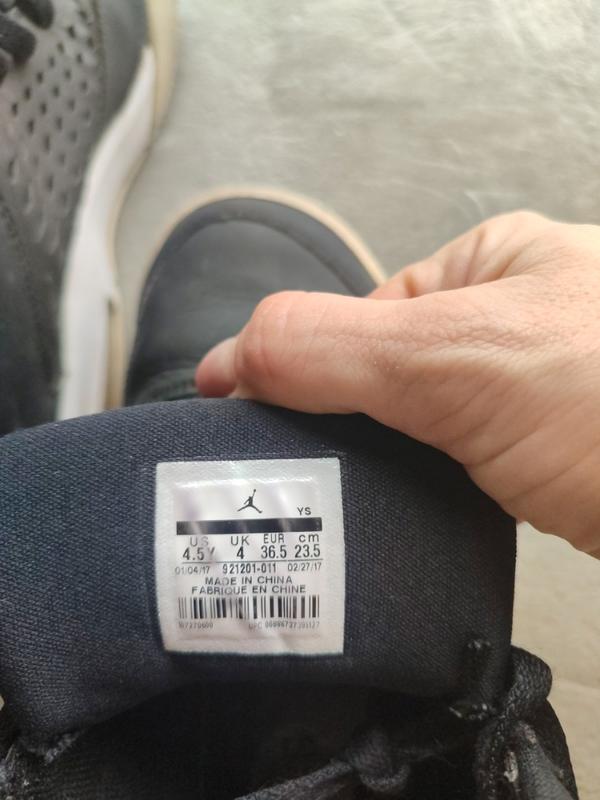 YS
US UK EUR cm
4.5Y 4 36.5 23.5
01/04/17 921201-011 02/27/17
MADE IN CHINA
FABRIQUE EN CHINE
UPC